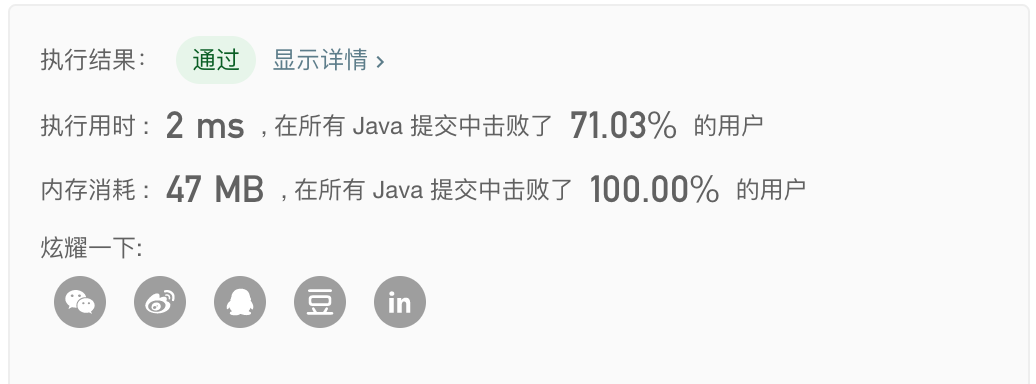 执行结果： 通过 显示详情 ›
执行用时 : 2 ms , 在所有 Java 提交中击败了 71.03% 的用户
内存消耗 : 47 MB , 在所有 Java 提交中击败了 100.00% 的用户
炫耀一下:
豆 in